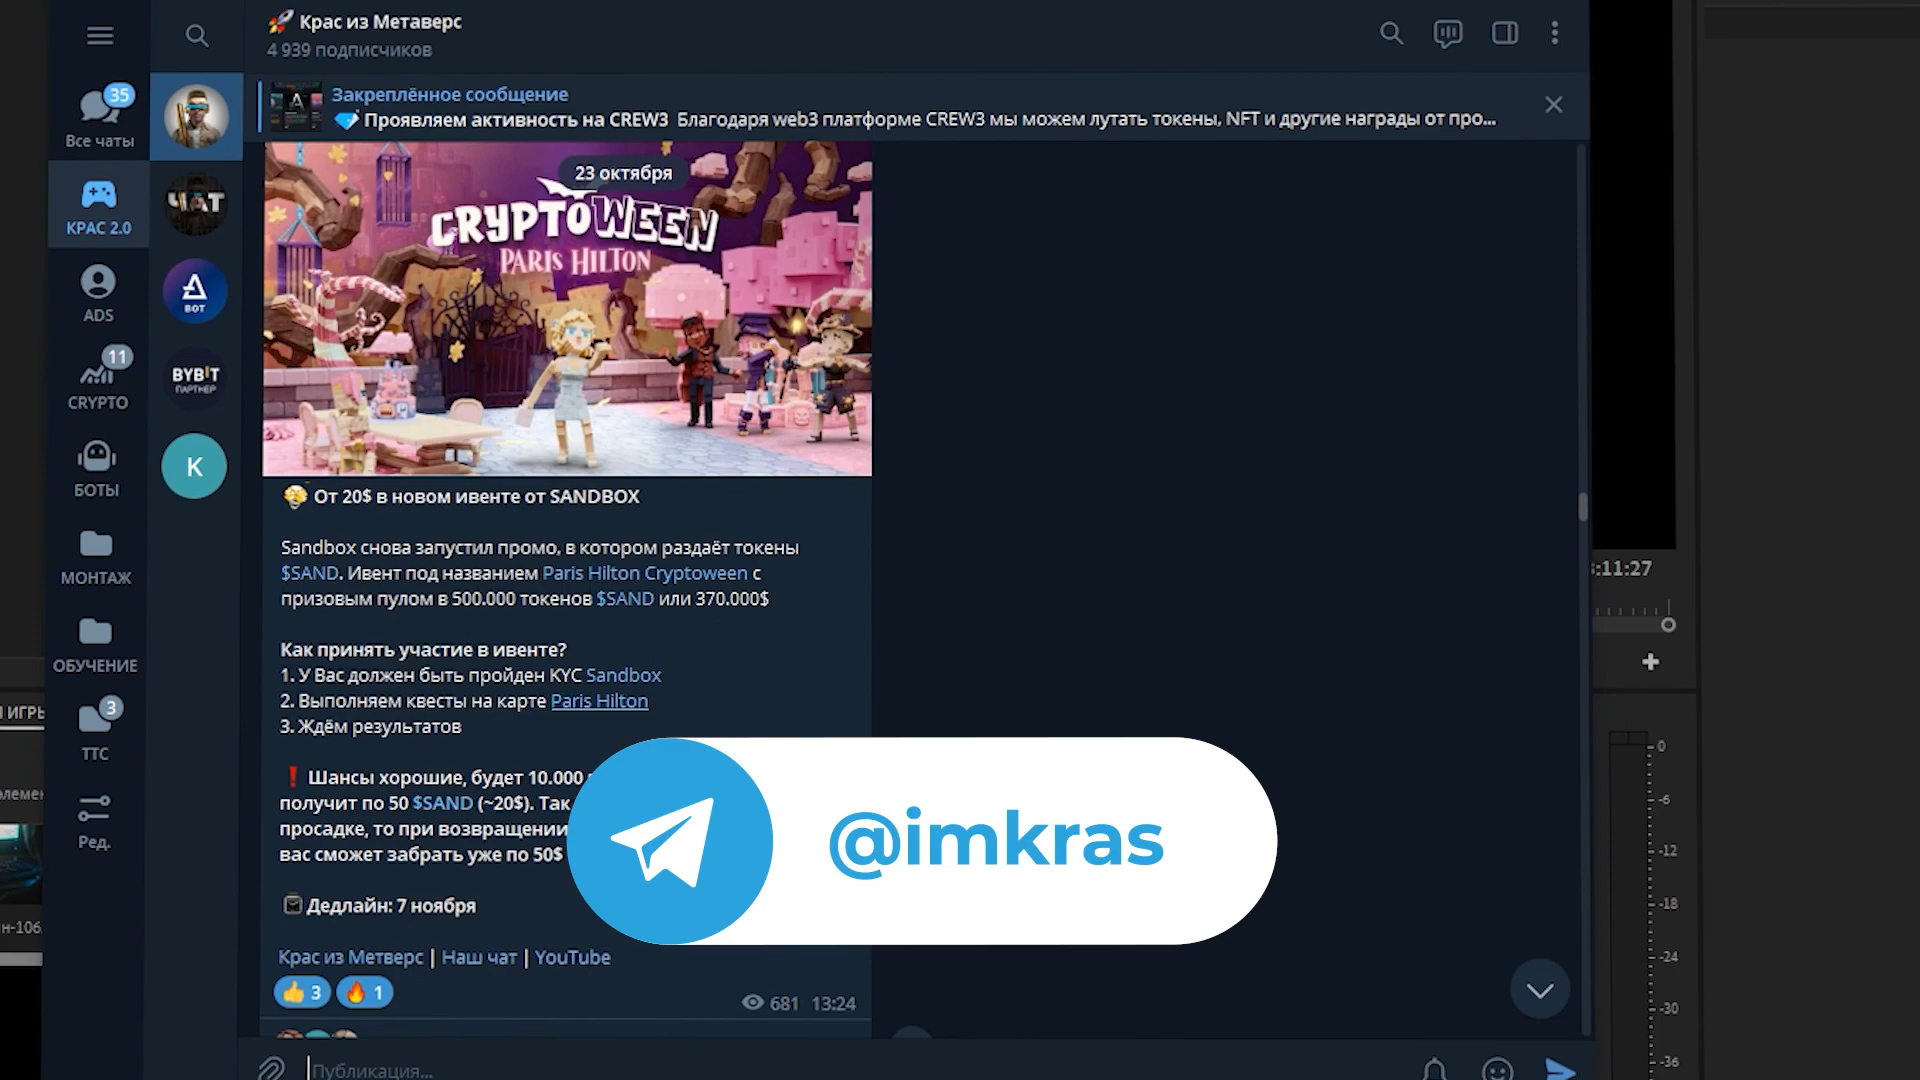 Крас из Метаверс
4 939 подписчиков
35
Все чаты
КРАС 2.0
ADS
11
CRYPTO
БОТЫ
МОНТАЖ
ОБУЧЕНИЕ
3
ТТС
Ред.
ЧАТ
БОТ
BYBIT
ПАРТНЕР
K
Закреплённое сообщение
Проявляем активность на CREW3 Благодаря web3 платформе CREW3 мы можем лутать токены, NFT и другие награды от про...
23 октября
CRYPTOWEEN
PARIS HILTON
От 20$ в новом ивенте от SANDBOX
Sandbox снова запустил промо, в котором раздаёт токены
$SAND. Ивент под названием Paris Hilton Cryptoween с
призовым пулом в 500.000 токенов $SAND или 370.000$
Как принять участие в ивенте?
1. У Вас должен быть пройден KYC Sandbox
2. Выполняем квесты на карте Paris Hilton
3. Ждём результатов
❗ Шансы хорошие, будет 10.000
получит по 50 $SAND (~20$). Так
просадке, то при возвращении
вас сможет забрать уже по 50$
Дедлайн: 7 ноября
Крас из Метверс | Наш чат | YouTube
👍 3 🔥 1
681 13:24
Публикация...
@imkras
:11:27
ИГРЫ
элемен
н-106
0
-6
-12
-18
-24
-30
-36